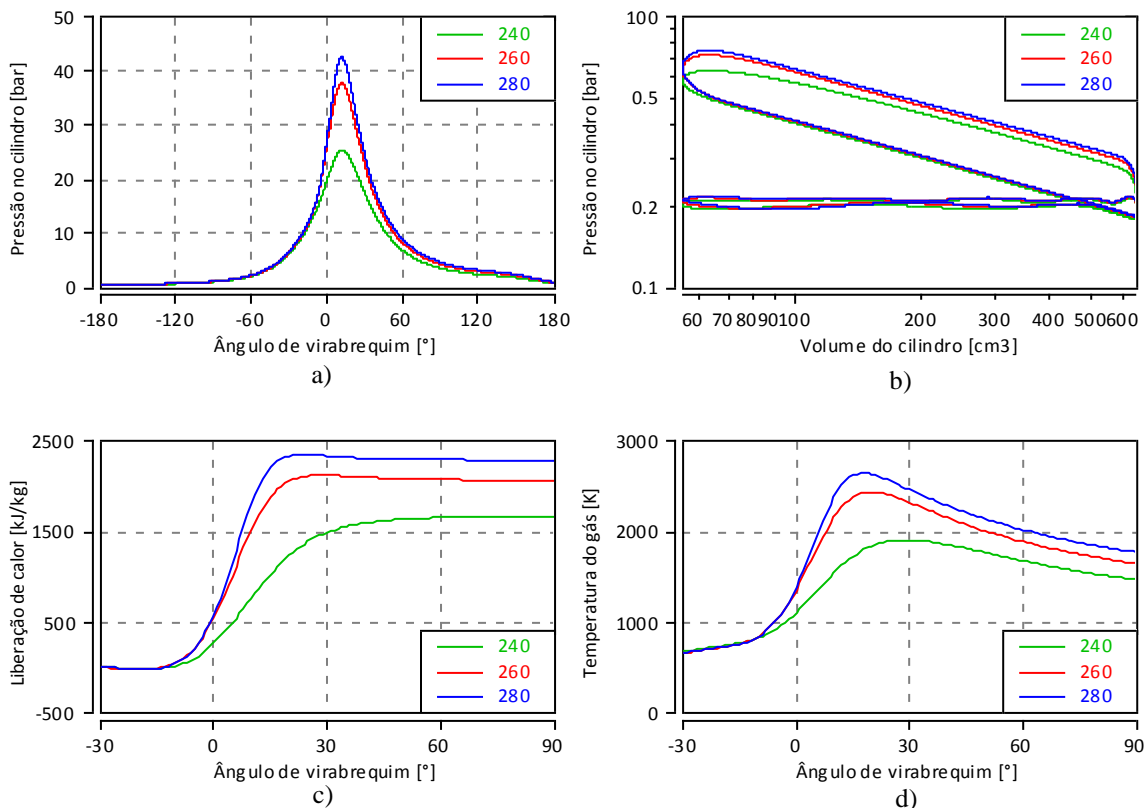 Pressão no cilindro [bar]
50
40
30
20
10
0
-180 -120 -60 0 60 120 180
Ângulo de virabrequim [°]
240
260
280
a)
Pressão no cilindro [bar]
100
0.5
0.2
0.1
60 70 80 90 100 200 300 400 500 600
Volume do cilindro [cm3]
240
260
280
b)
Liberação de calor [kJ/kg]
2500
1500
500
-500
-30 0 30 60 90
Ângulo de virabrequim [°]
240
260
280
c)
Temperatura do gás [K]
3000
2000
1000
0
-30 0 30 60 90
Ângulo de virabrequim [°]
240
260
280
d)